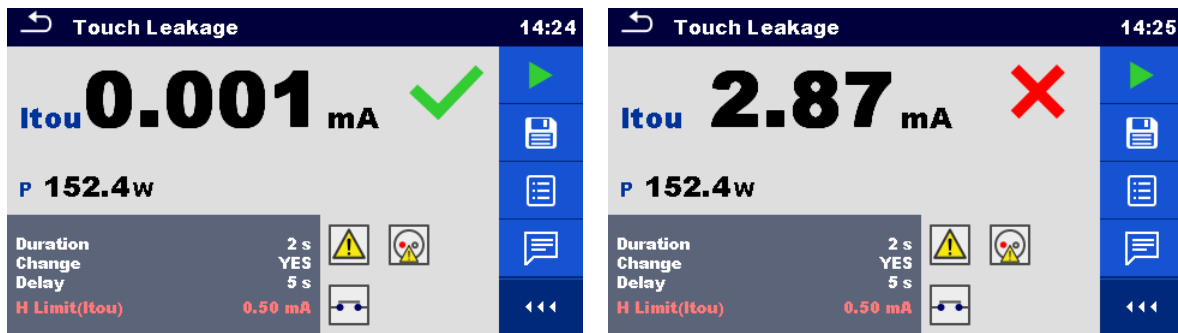 Touch Leakage 14:24
Itou 0.001 mA
P 152.4w
Duration 2 s
Change YES
Delay 5 s
H Limit(Itou) 0.50 mA
Touch Leakage 14:25
Itou 2.87 mA
P 152.4w
Duration 2 s
Change YES
Delay 5 s
H Limit(Itou) 0.50 mA